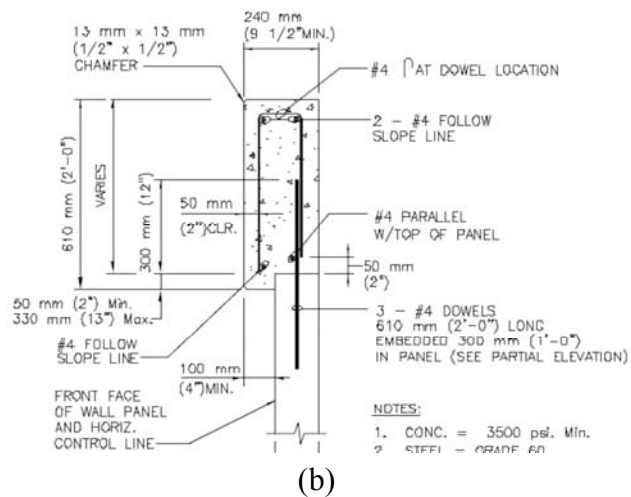 240 mm
(9 1/2"MIN.)
13 mm × 13 mm
(1/2" x 1/2")
CHAMFER
#4 AT DOWEL LOCATION
2 - #4 FOLLOW
SLOPE LINE
610 mm (2'-0")
VARIES
300 mm (12")
50 mm
(2")CLR.
#4 PARALLEL
W/TOP OF PANEL
50 mm
(2")
50 mm (2") Min.
330 mm (13") Max.
#4 FOLLOW
SLOPE LINE
3 - #4 DOWELS
610 mm (2'-0") LONG
EMBEDDED 300 mm (1'-0")
IN PANEL (SEE PARTIAL ELEVATION)
100 mm
(4")MIN.
FRONT FACE
OF WALL PANEL
AND HORIZ.
CONTROL LINE
NOTES:
1. CONC. = 3500 psi. Min.
2. STEEL - GRADE 60
(b)